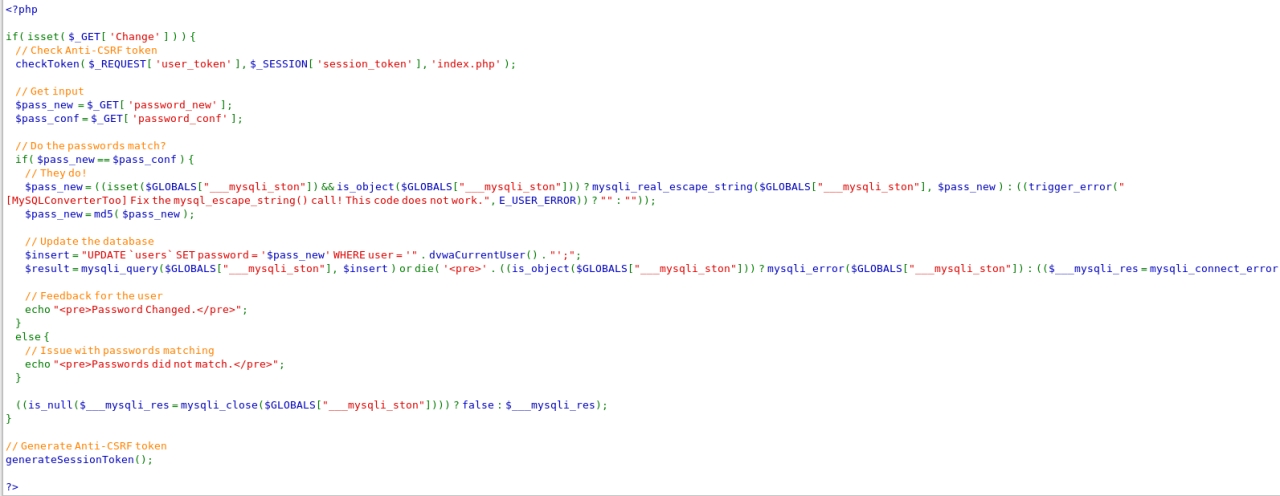 <?php
if( isset( $_GET[ 'Change' ] ) ) {
// Check Anti-CSRF token
checkToken( $_REQUEST[ 'user_token' ], $_SESSION[ 'session_token' ], 'index.php' );
// Get input
$pass_new = $_GET[ 'password_new' ];
$pass_conf = $_GET[ 'password_conf' ];
// Do the passwords match?
if( $pass_new == $pass_conf ) {
// They do!
$pass_new = ((isset($GLOBALS["___mysqli_ston"]) && is_object($GLOBALS["___mysqli_ston"])) ? mysqli_real_escape_string($GLOBALS["___mysqli_ston"], $pass_new ) : ((trigger_error("
[MySQLConverterToo] Fix the mysql_escape_string() call! This code does not work.", E_USER_ERROR)) ? "" : ""));
$pass_new = md5( $pass_new );
// Update the database
$insert = "UPDATE `users` SET password = '$pass_new' WHERE user = '" . dvwaCurrentUser() . "';";
$result = mysqli_query($GLOBALS["___mysqli_ston"], $insert ) or die( '<pre>' . ((is_object($GLOBALS["___mysqli_ston"])) ? mysqli_error($GLOBALS["___mysqli_ston"]) : (($___mysqli_res = mysqli_connect_error
// Feedback for the user
echo "<pre>Password Changed.</pre>";
}
else {
// Issue with passwords matching
echo "<pre>Passwords did not match.</pre>";
}
((is_null($___mysqli_res = mysqli_close($GLOBALS["___mysqli_ston"]))) ? false : $___mysqli_res);
}
// Generate Anti-CSRF token
generateSessionToken();
?>